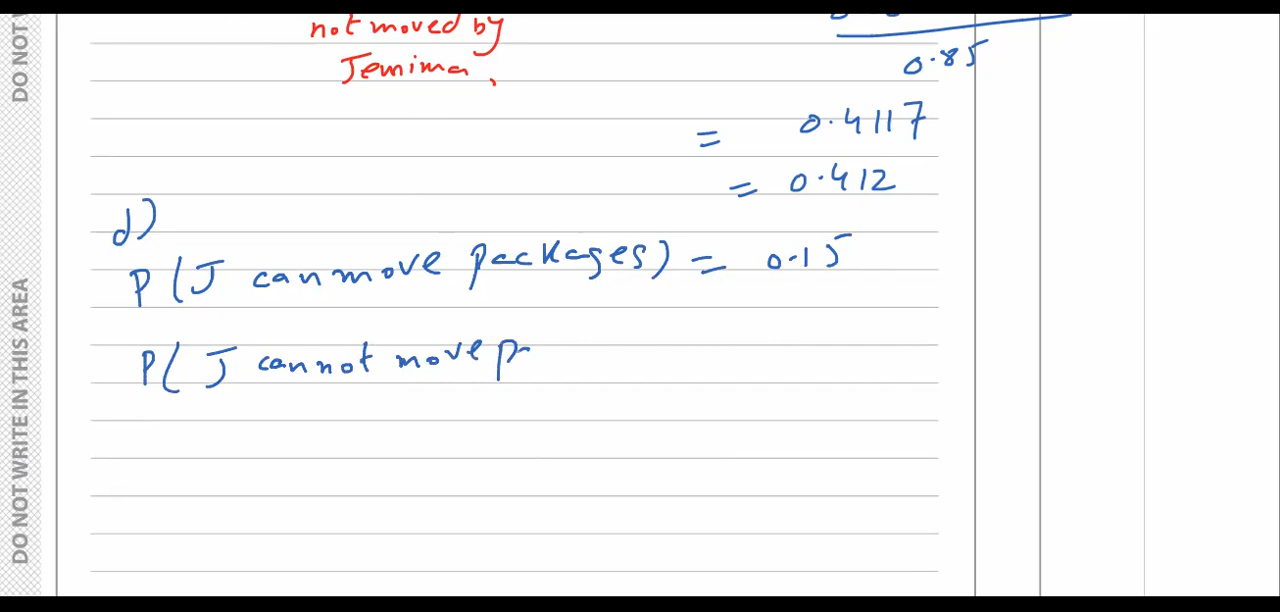 DO NOT
not moved by
Jemima.
0.85
= 0.4117
= 0.412
d)
P(J can move packages) = 0.15
P( J cannot move p
DO NOT WRITE IN THIS AREA